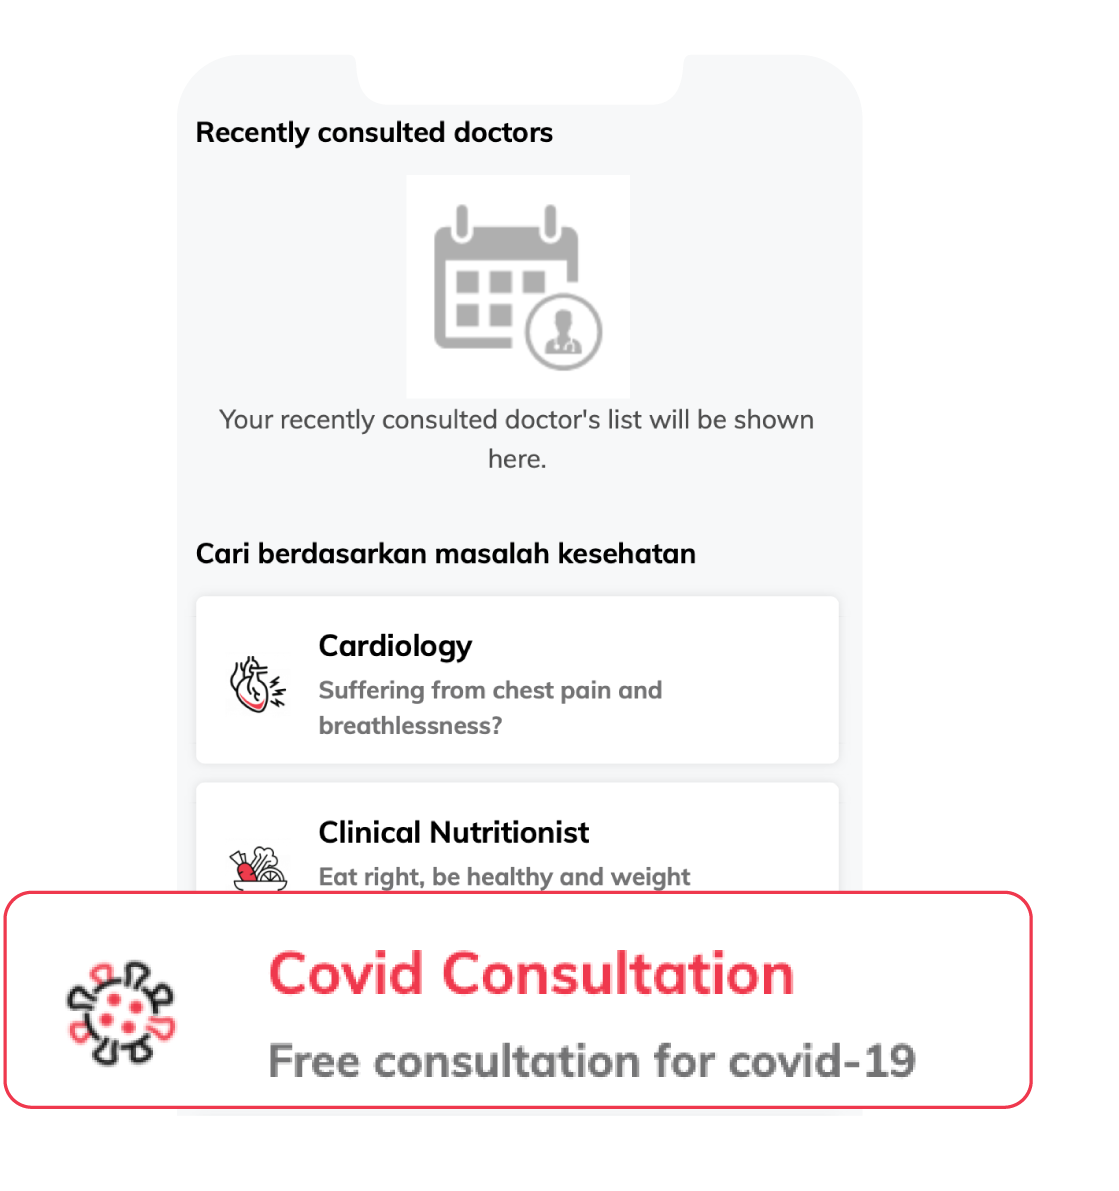 Recently consulted doctors
Your recently consulted doctor's list will be shown
here.
Cari berdasarkan masalah kesehatan
Cardiology
Suffering from chest pain and
breathlessness?
Clinical Nutritionist
Eat right, be healthy and weight
Covid Consultation
Free consultation for covid-19